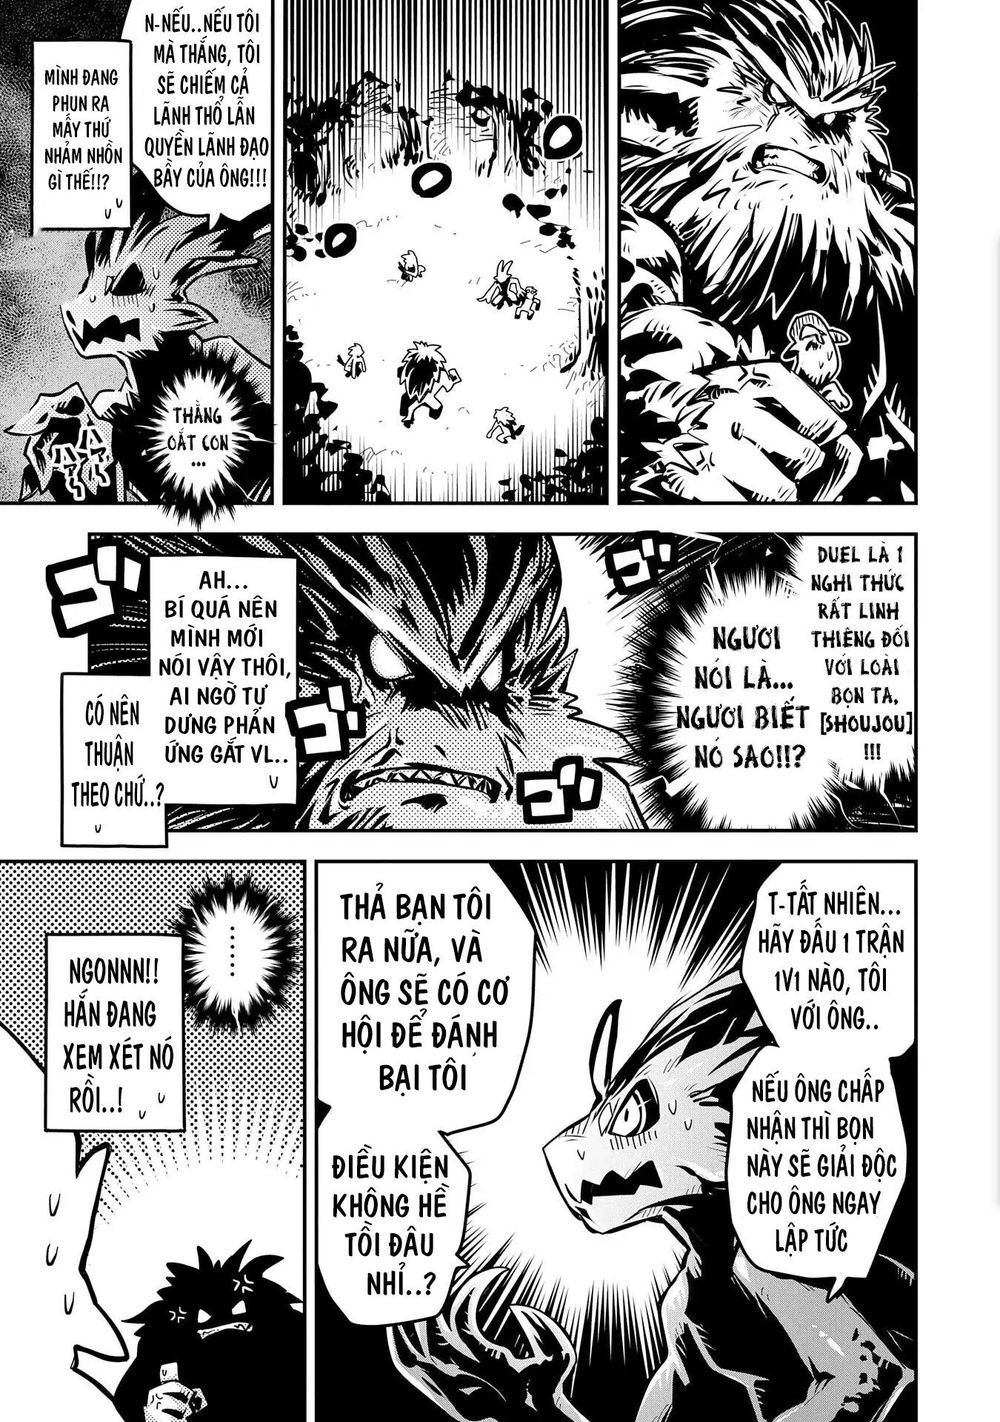 N-NẾU..NẾU TÔI
MÀ THẮNG, TÔI
SẼ CHIẾM CẢ
LÃNH THỔ LẪN
QUYỀN LÃNH ĐẠO
BẦY CỦA ÔNG!!!
MÌNH ĐANG
PHUN RA
MẤY THỨ
NHẢM NHỒN
GÌ THẾ!!?
THẰNG
OẮT CON
...
DUEL LÀ 1
NGHI THỨC
RẤT LINH
THIÊNG ĐỐI
VỚI LOÀI
BỌN TA,
[SHOUJOU]
!!!
NGƯƠI
NÓI LÀ...
NGƯƠI BIẾT
NÓ SAO!!?
ゴゴ
ゴゴ
AH...
BÍ QUÁ NÊN
MÌNH MỚI
NÓI VẬY THÔI,
AI NGỜ TỰ
DƯNG PHẢN
ỨNG GẮT VL..
CÓ NÊN
THUẬN
THEO CHỨ..?
T-TẤT NHIÊN...
HÃY ĐẤU 1 TRẬN
1V1 NÀO, TÔI
VỚI ÔNG..
NẾU ÔNG CHẤP
NHẬN THÌ BỌN
NÀY SẼ GIẢI ĐỘC
CHO ÔNG NGAY
LẬP TỨC
THẢ BẠN TÔI
RA NỮA, VÀ
ÔNG SẼ CÓ CƠ
HỘI ĐỂ ĐÁNH
BẠI TÔI
ĐIỀU KIỆN
KHÔNG HỀ
TỒI ĐÂU
NHỈ..?
......
NGONNN!!
HẮN ĐANG
XEM XÉT NÓ
RỒI..!